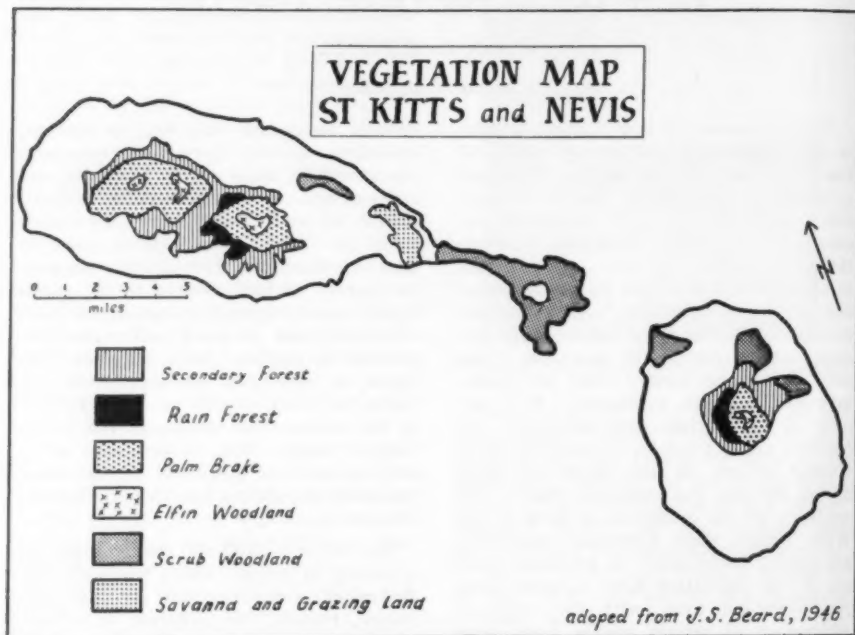 VEGETATION MAP
ST KITTS and NEVIS
N
0 1 2 3 4 5
miles
Secondary Forest
Rain Forest
Palm Brake
Elfin Woodland
Scrub Woodland
Savanna and Grazing Land
adoped from J.S. Beard, 1946